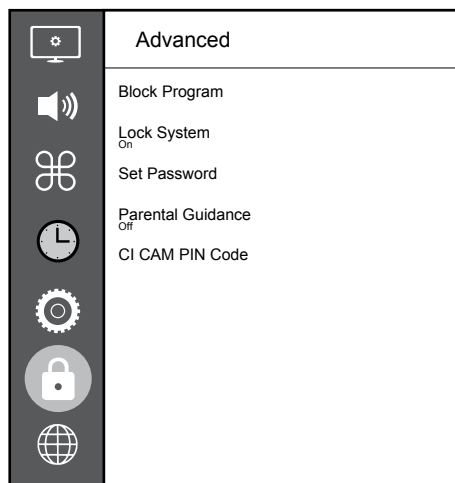 Advanced
Block Program
Lock System
On
Set Password
Parental Guidance
Off
CI CAM PIN Code